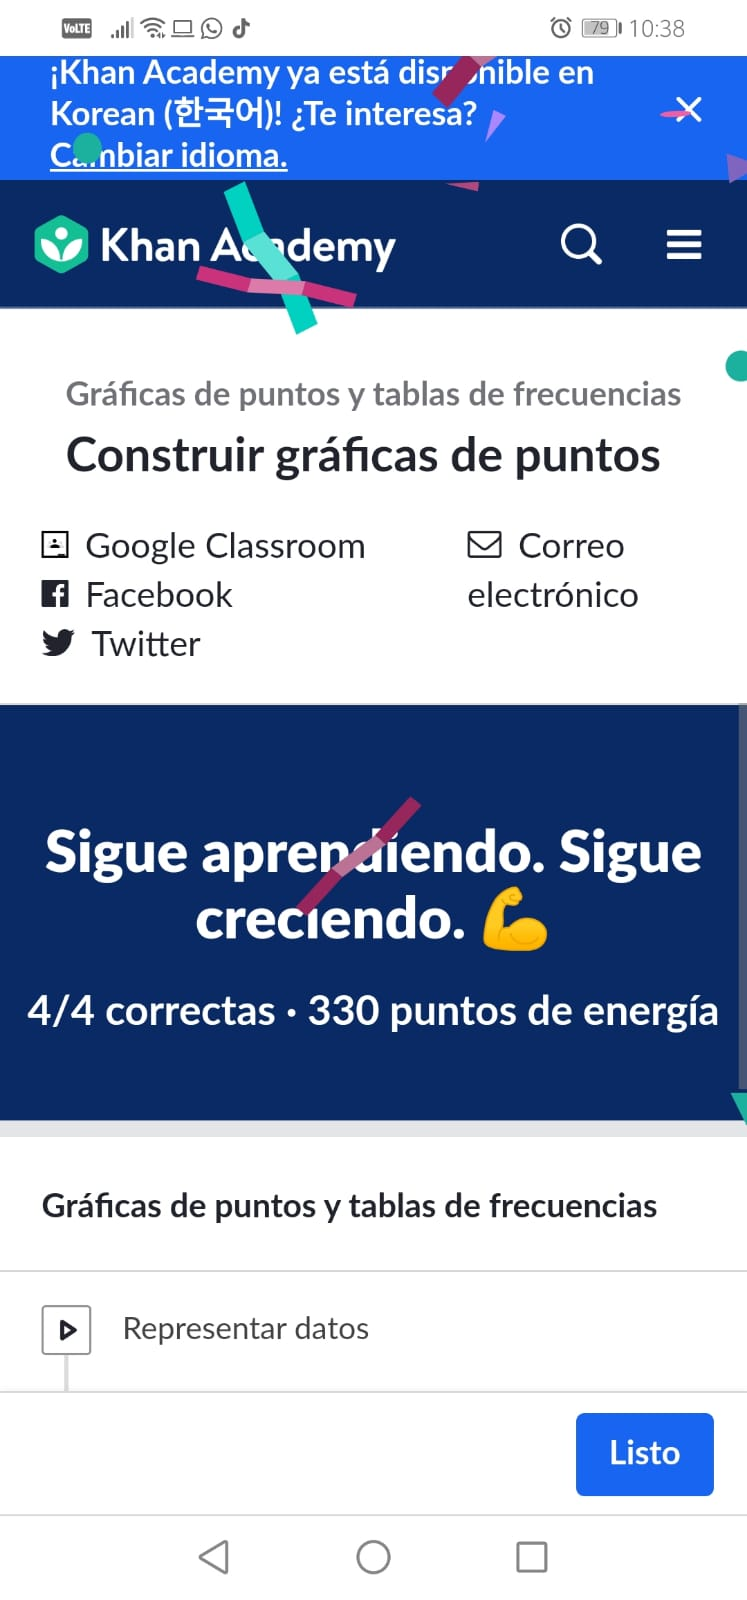 VoLTE 79 10:38
¡Khan Academy ya está disponible en
Korean (한국어)! ¿Te interesa?
Cambiar idioma.
Khan Academy
Gráficas de puntos y tablas de frecuencias
Construir gráficas de puntos
Google Classroom
Facebook
Twitter
Correo
electrónico
Sigue aprendiendo. Sigue
creciendo. 💪
4/4 correctas · 330 puntos de energía
Gráficas de puntos y tablas de frecuencias
Representar datos
Listo